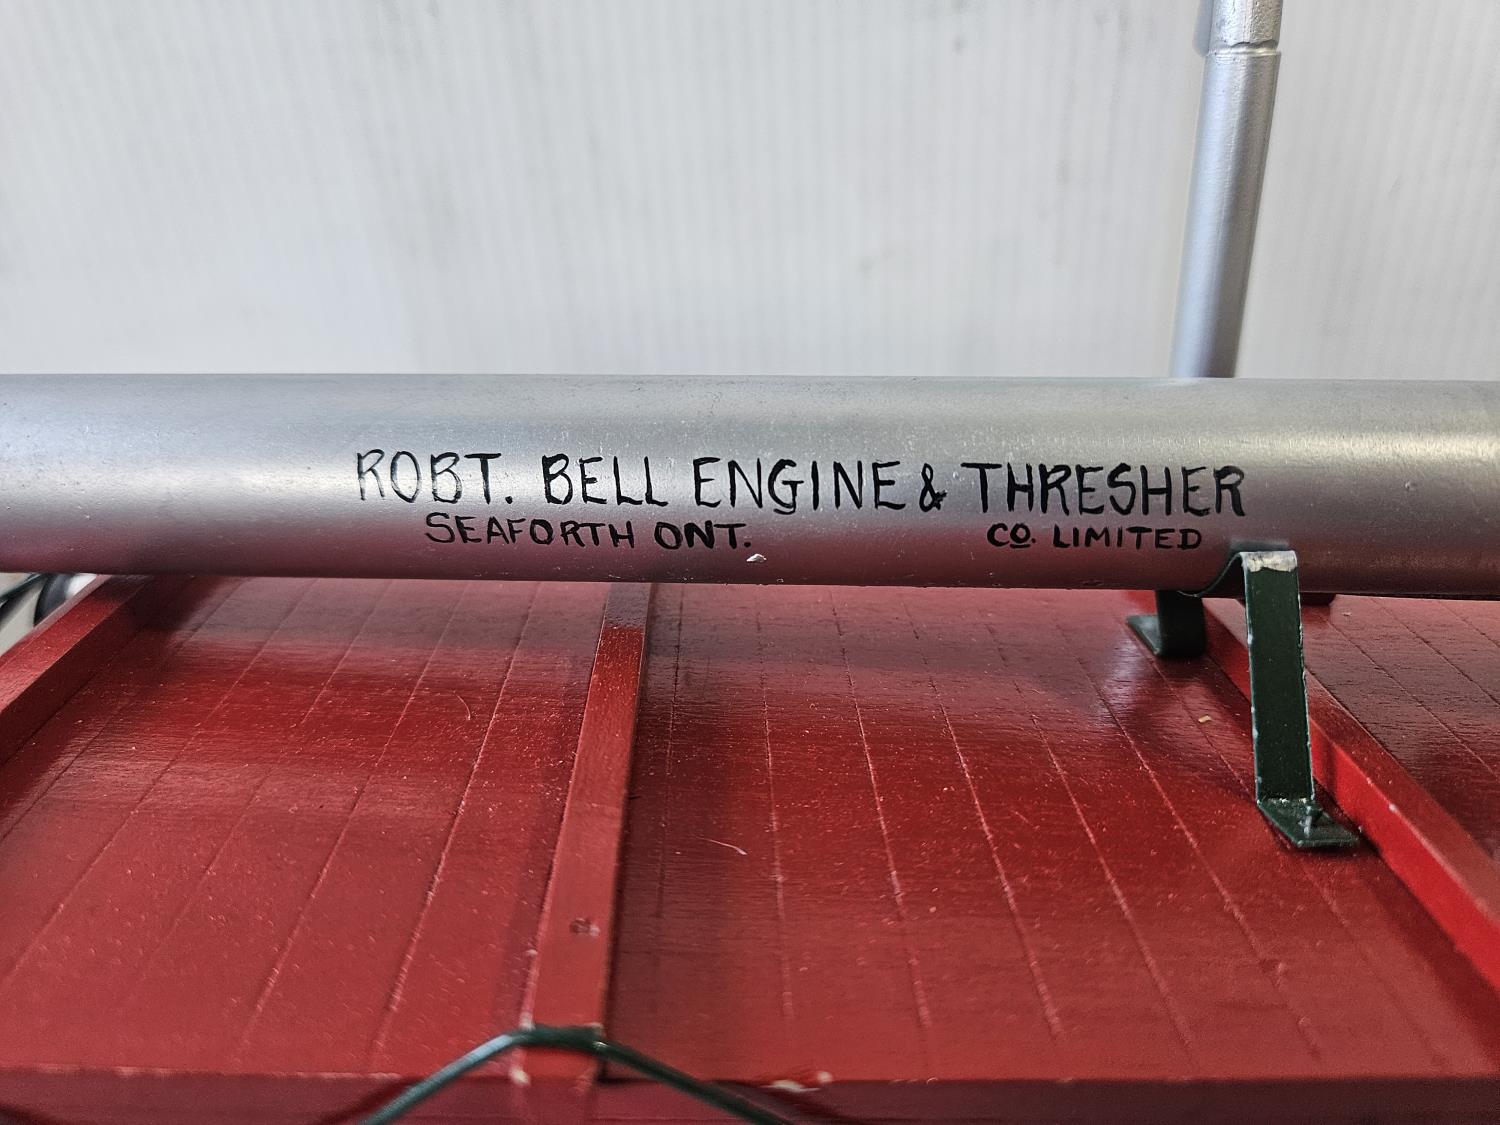 ROBT. BELL ENGINE & THRESHER
SEAFORTH ONT. CO. LIMITED